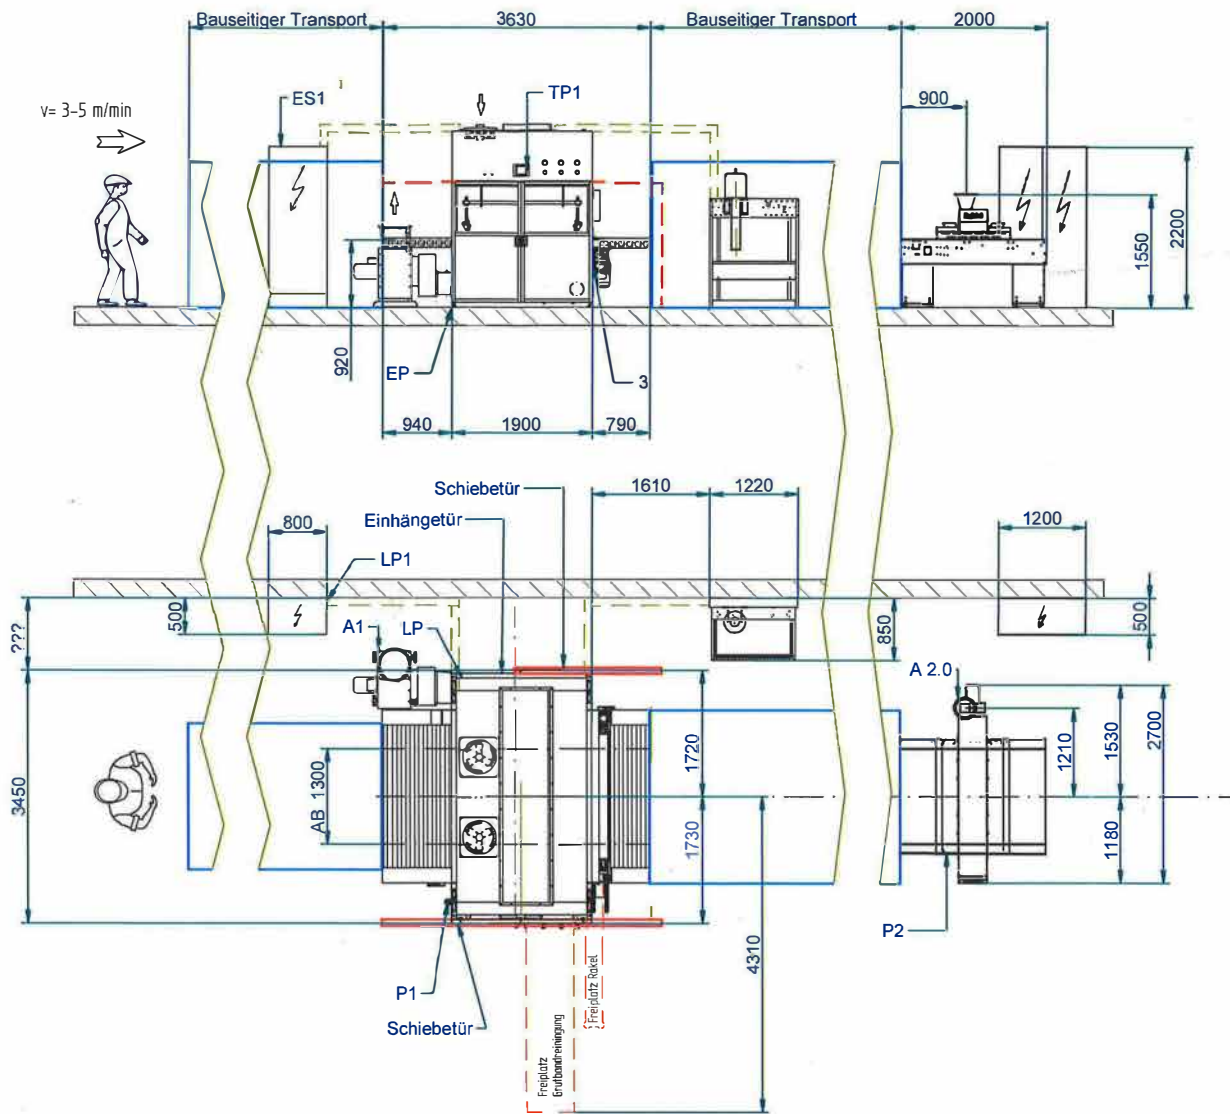 Bauseitiger Transport
3630
Bauseitiger Transport
2000
v= 3-5 m/min
ES1
TP1
900
1550
2200
920
EP
3
940
1900
790
Schiebetür
1610
1220
Einhängetür
800
LP1
1200
500
???
A1
LP
850
500
A 2.0
3450
AB 1300
1720
1730
4310
1210
1530
2700
1180
P2
P1
Schiebetür
Freiplatz Rakel
Freiplatz
Grutbandreiningung